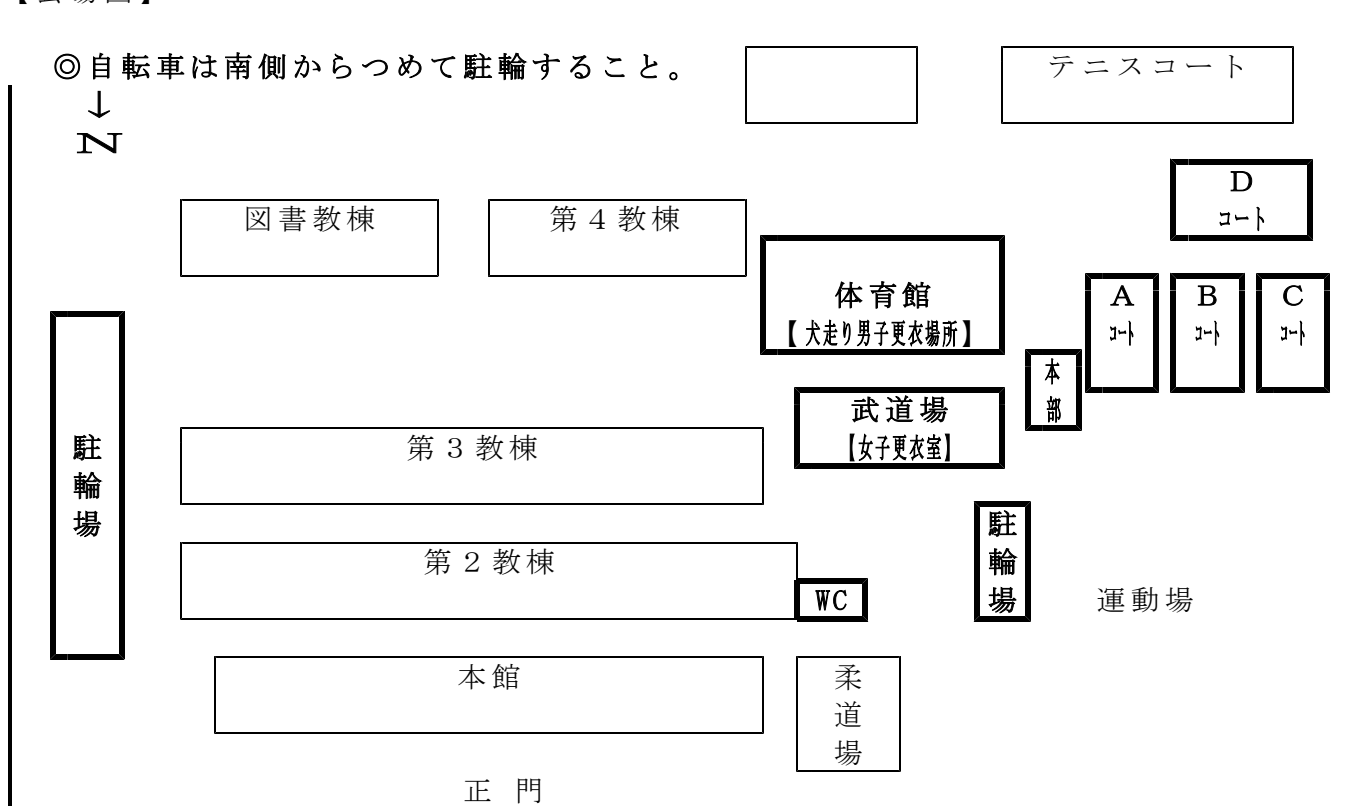 ◎自転車は南側からつめて駐輪すること。
テニスコート
↓
N
D
コート
図書教棟
第４教棟
体育館
【犬走り男子更衣場所】
A
コート
B
コート
C
コート
本部
武道場
【女子更衣室】
第３教棟
駐輪場
駐輪場
第２教棟
WC
運動場
本館
柔道場
正門